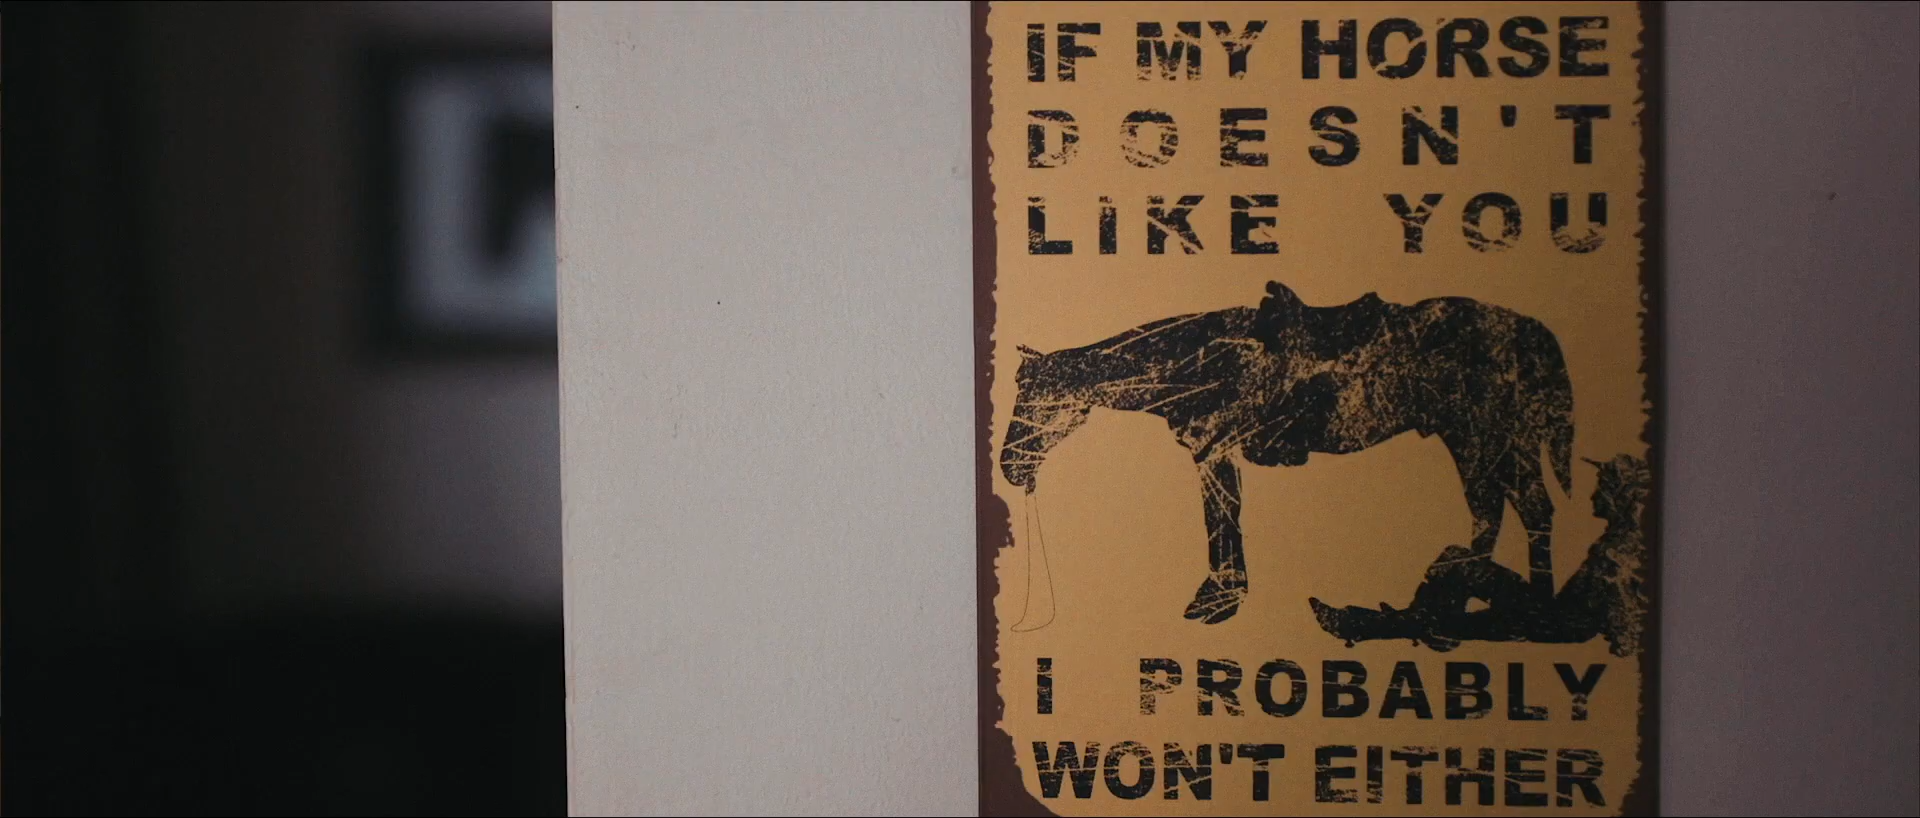 IF MY HORSE
DOESN'T
LIKE YOU
I PROBABLY
WON'T EITHER